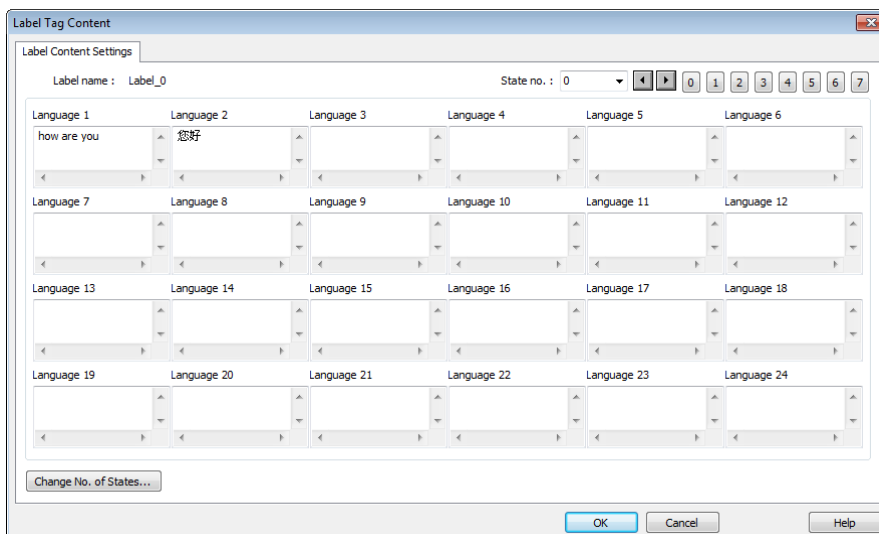 Label Tag Content
Label Content Settings
Label name : Label_0 State no. : 0 0 1 2 3 4 5 6 7
Language 1 Language 2 Language 3 Language 4 Language 5 Language 6
how are you 您好
Language 7 Language 8 Language 9 Language 10 Language 11 Language 12
Language 13 Language 14 Language 15 Language 16 Language 17 Language 18
Language 19 Language 20 Language 21 Language 22 Language 23 Language 24
Change No. of States...
OK Cancel Help